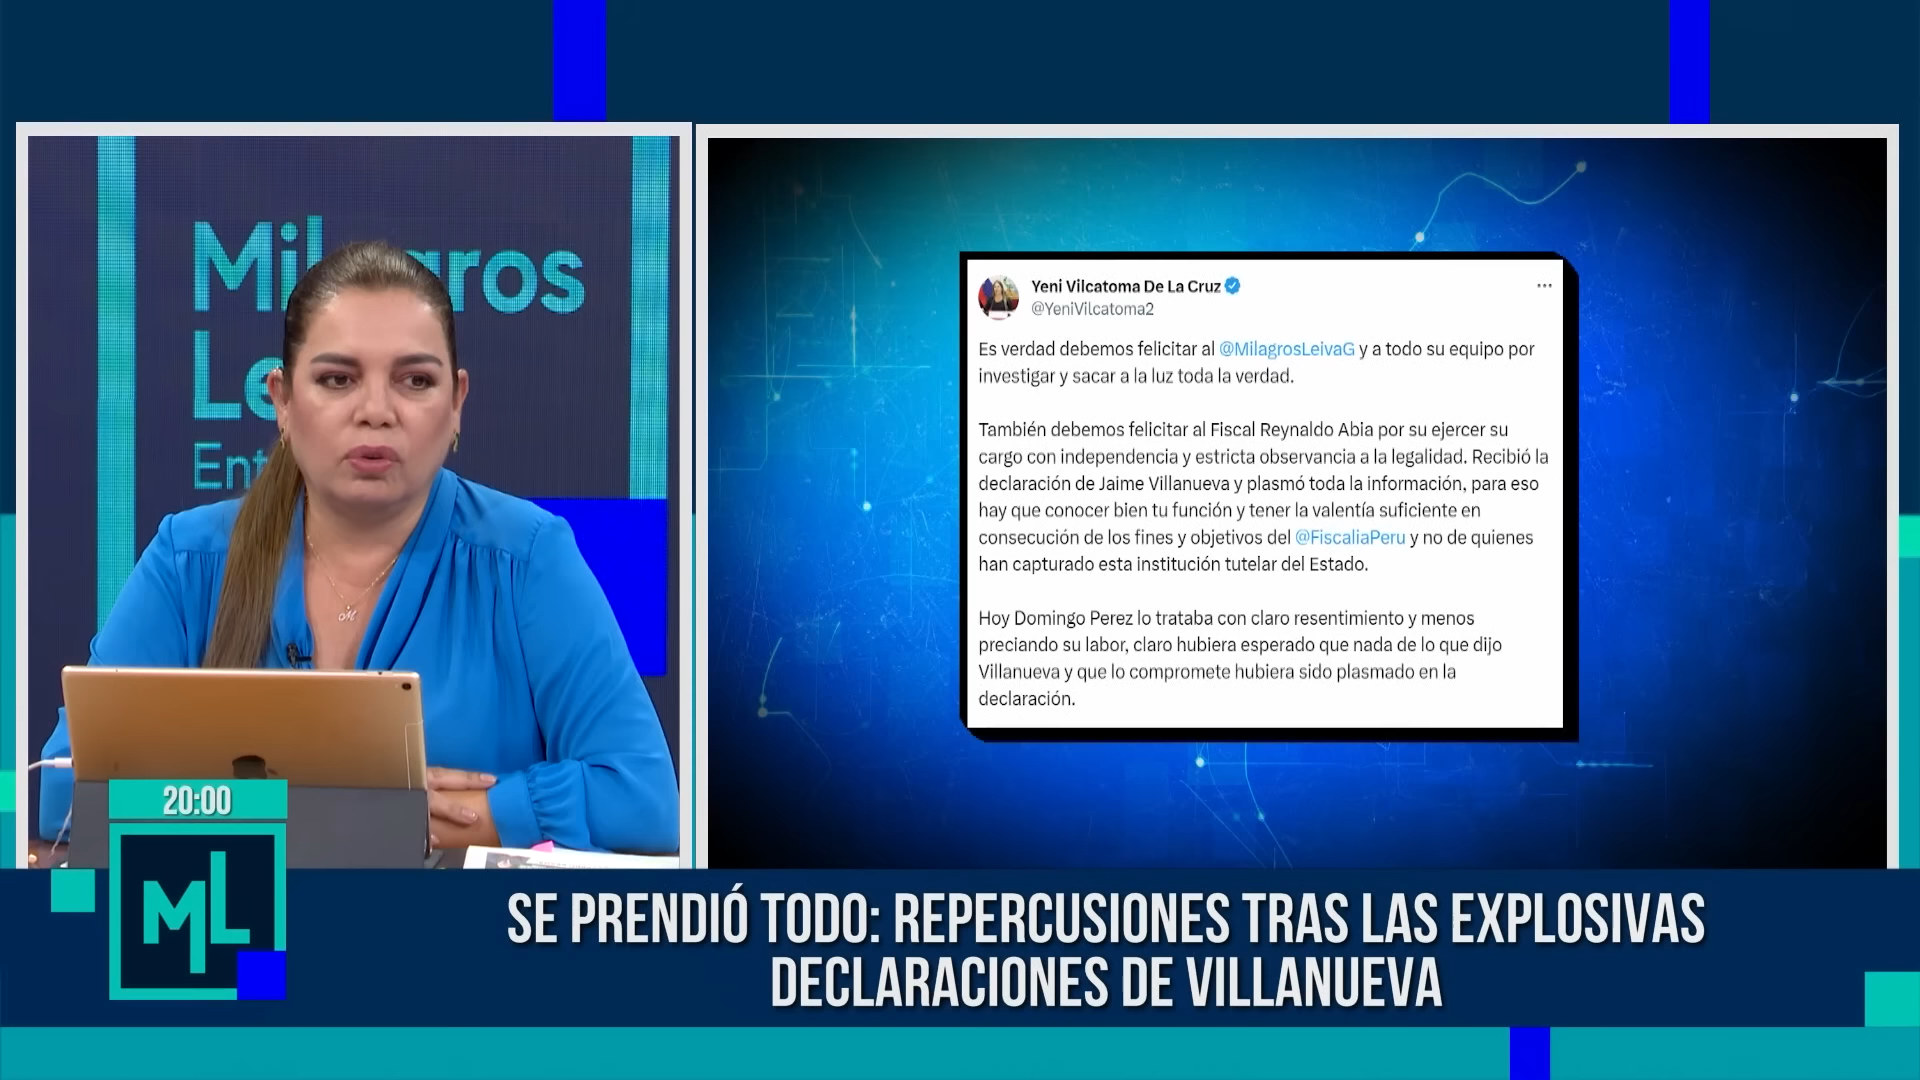 Milagros
Le
Ent
Yeni Vilcatoma De La Cruz
@YeniVilcatoma2
Es verdad debemos felicitar al @MilagrosLeivaG y a todo su equipo por
investigar y sacar a la luz toda la verdad.
También debemos felicitar al Fiscal Reynaldo Abia por su ejercer su
cargo con independencia y estricta observancia a la legalidad. Recibió la
declaración de Jaime Villanueva y plasmó toda la información, para eso
hay que conocer bien tu función y tener la valentía suficiente en
consecución de los fines y objetivos del @FiscaliaPeru y no de quienes
han capturado esta institución tutelar del Estado.
Hoy Domingo Perez lo trataba con claro resentimiento y menos
preciando su labor, claro hubiera esperado que nada de lo que dijo
Villanueva y que lo compromete hubiera sido plasmado en la
declaración.
20:00
ML
SE PRENDIÓ TODO: REPERCUSIONES TRAS LAS EXPLOSIVAS
DECLARACIONES DE VILLANUEVA